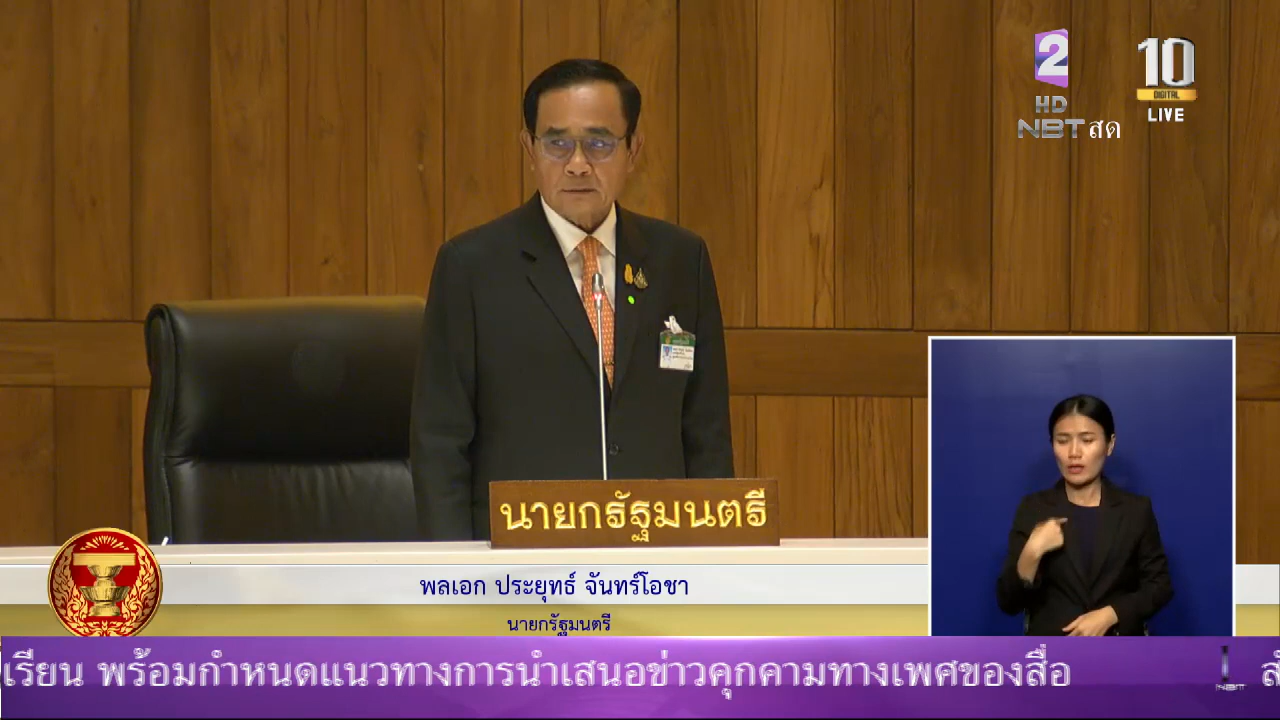 2
HD
NBT สด
10
DIGITAL
LIVE
นายกรัฐมนตรี
พลเอก ประยุทธ์ จันทร์โอชา
นายกรัฐมนตรี
เรียน พร้อมกำหนดแนวทางการนำเสนอข่าวคุกคามทางเพศของสื่อ
NBT